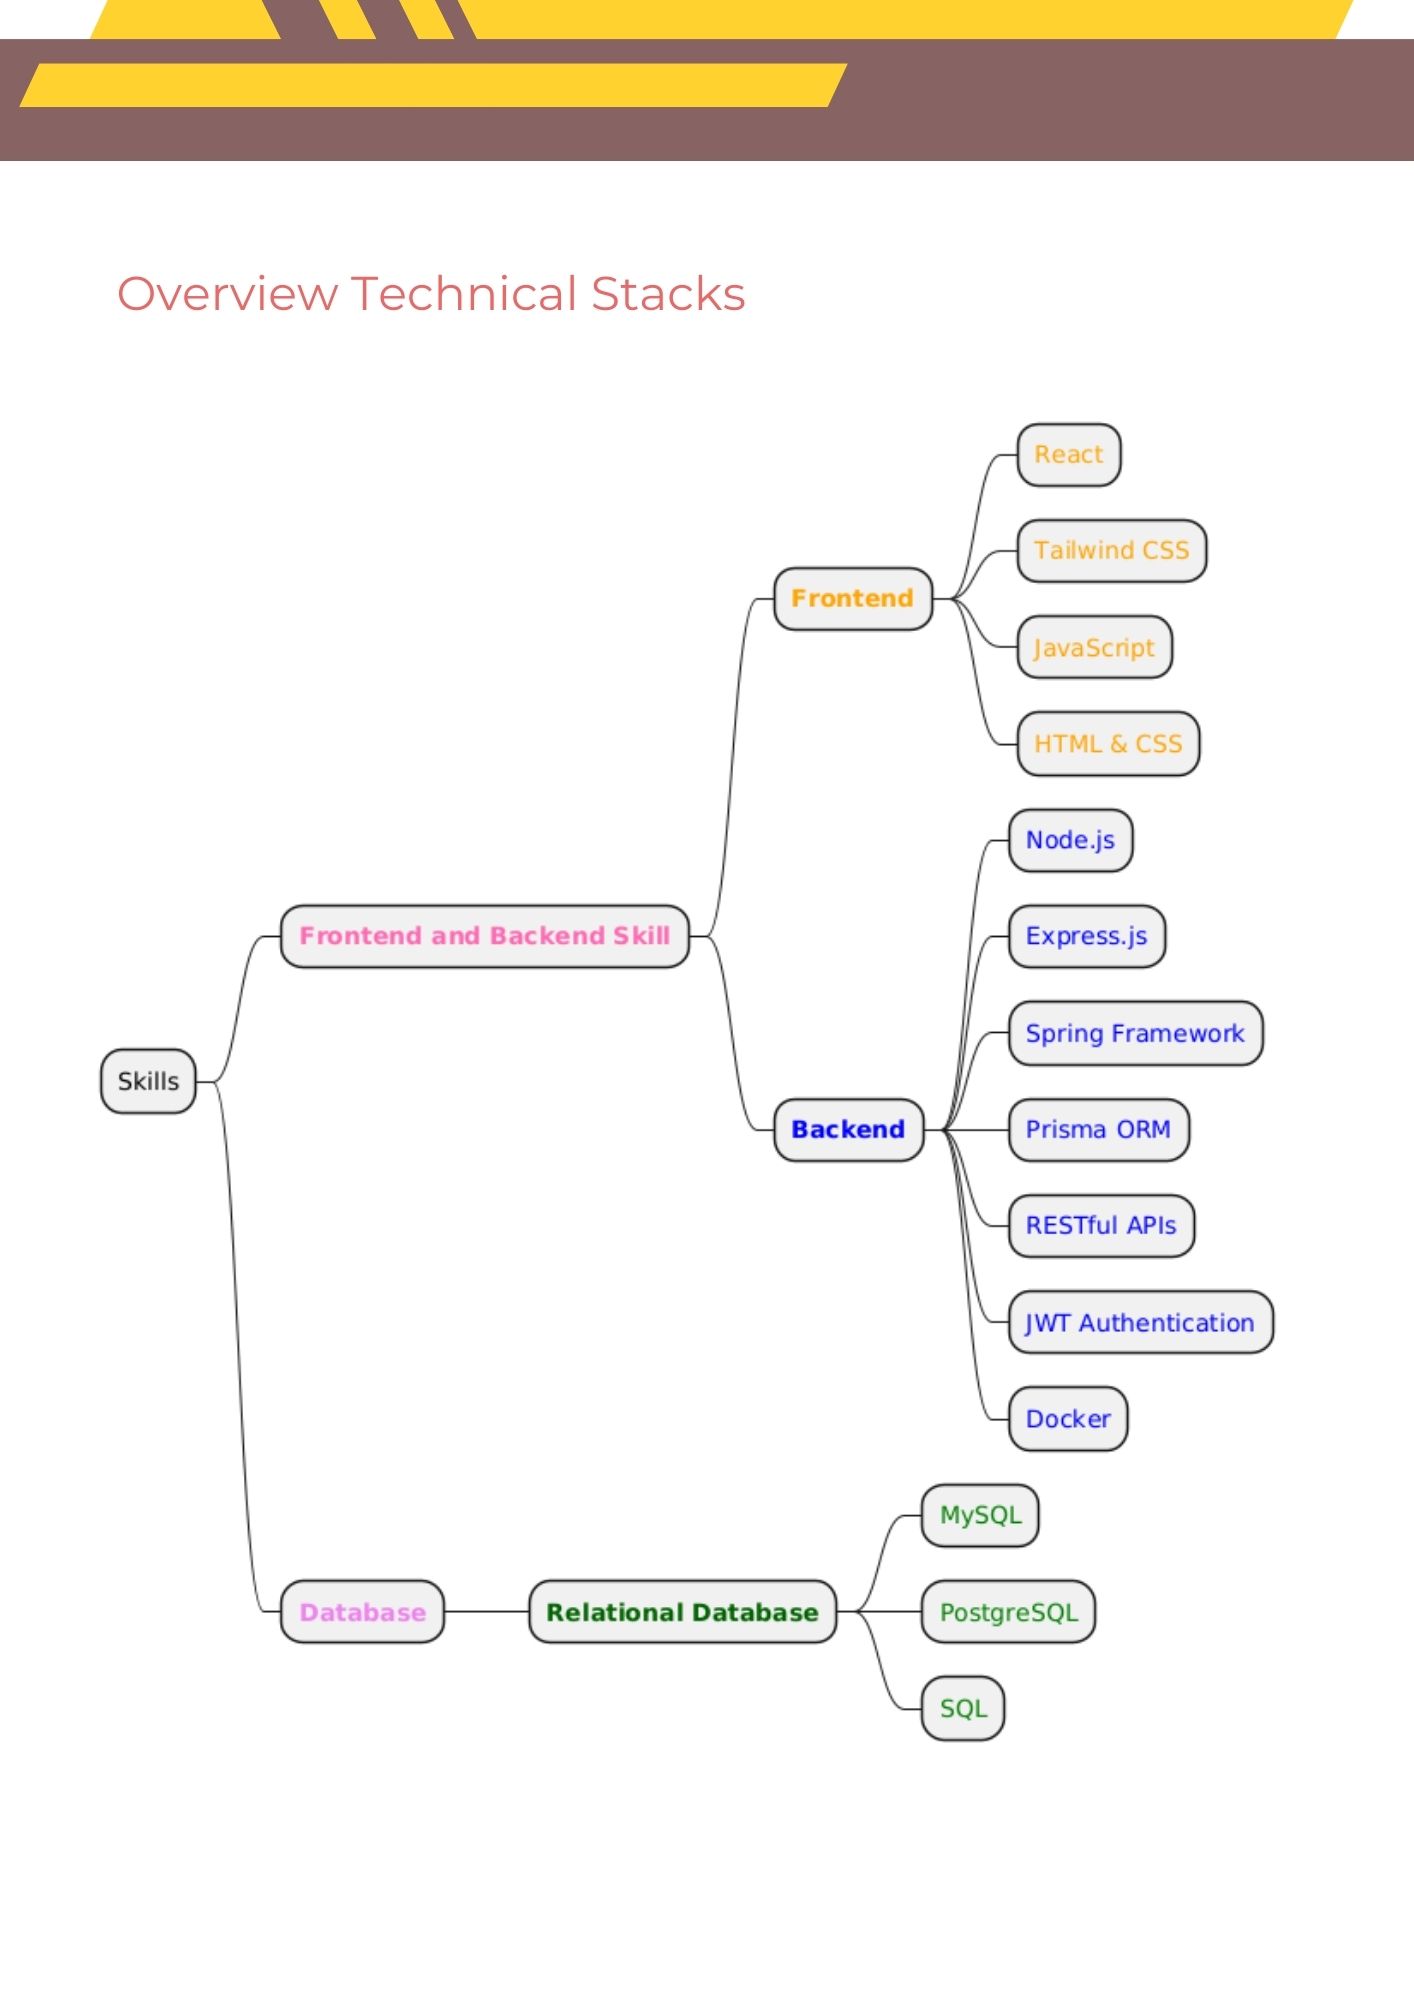 Overview Technical Stacks
React
Tailwind CSS
Frontend
JavaScript
HTML & CSS
Node.js
Frontend and Backend Skill
Express.js
Spring Framework
Skills
Backend
Prisma ORM
RESTful APIs
JWT Authentication
Docker
MySQL
Database
Relational Database
PostgreSQL
SQL